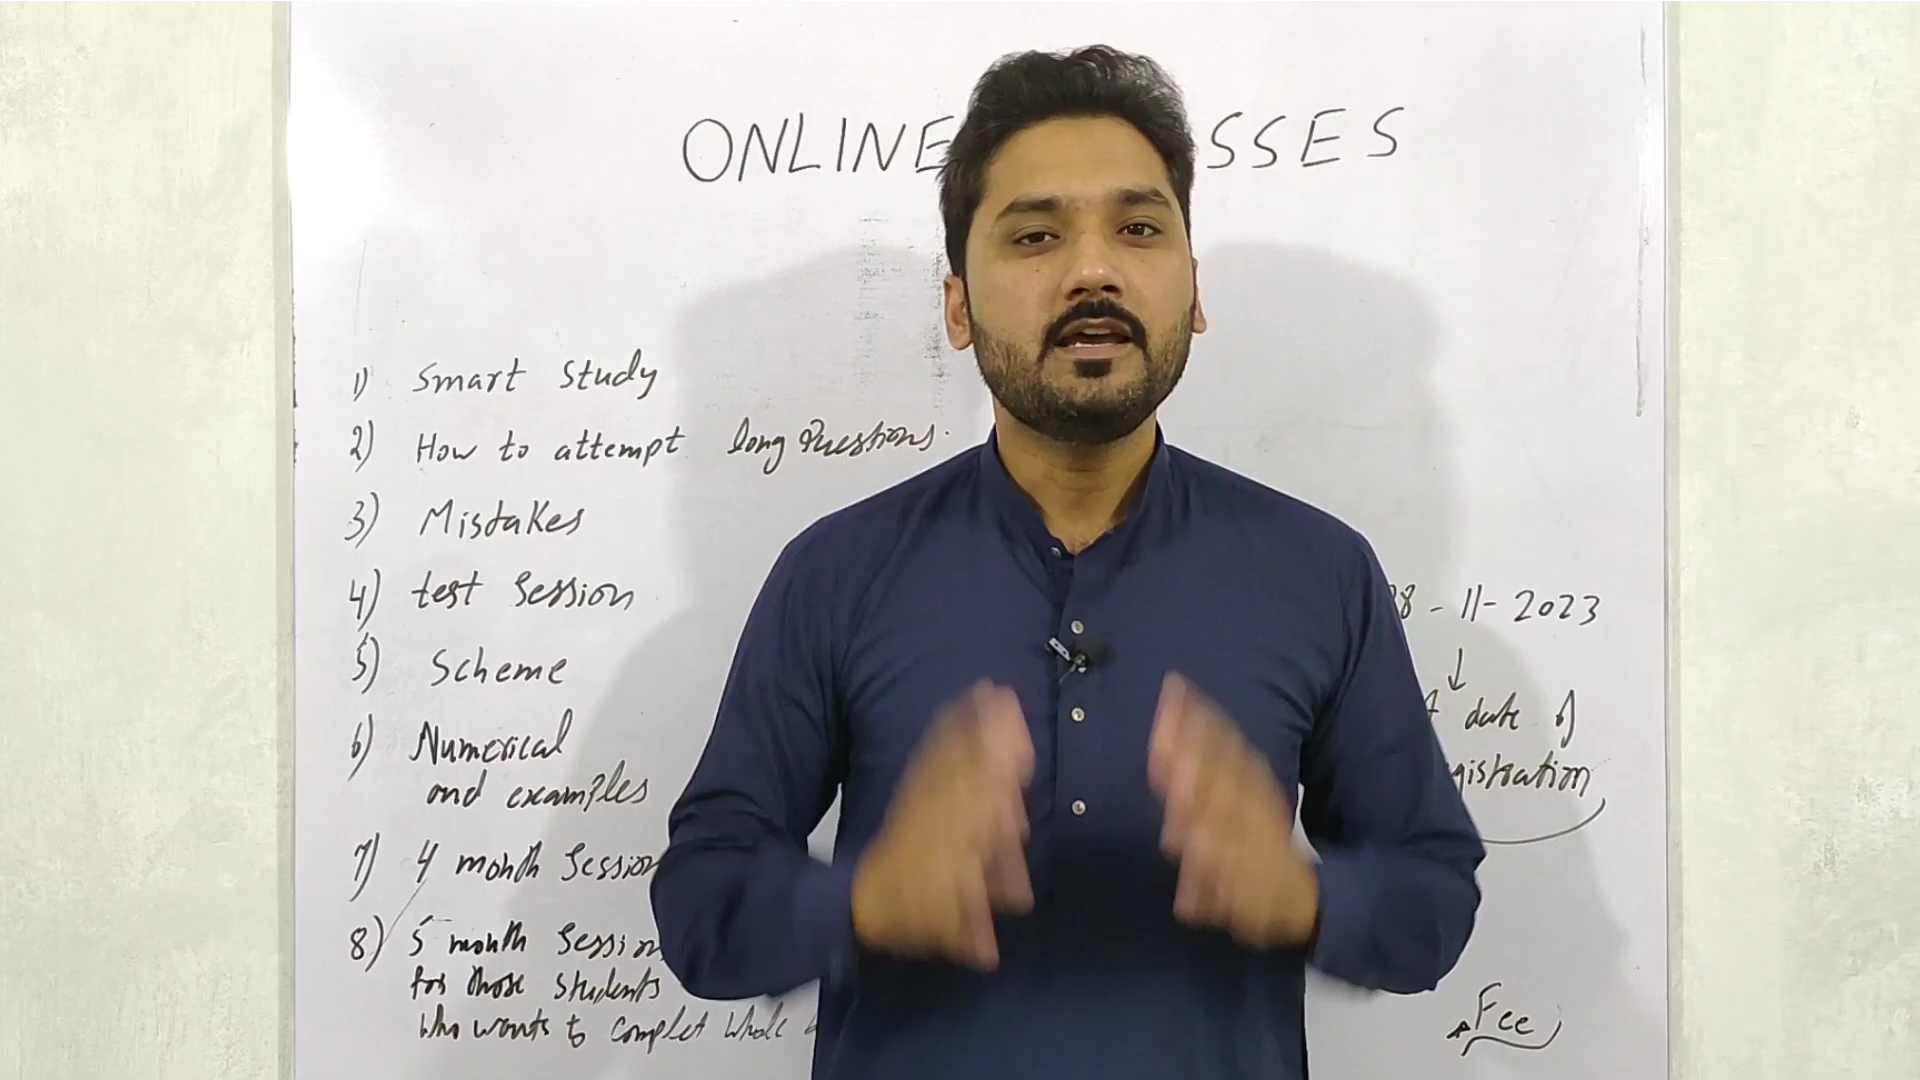 ONLINE SSES
1) Smart Study
2) How to attempt long Questions.
3) Mistakes
4) test Session
5) Scheme
6) Numerical
and examples
7) 4 month Session
8) 5 month Session
for those students
who wants to complet whole
8-11-2023
↓
date of
gistration
Fee